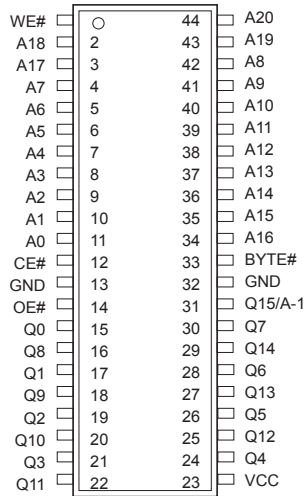 WE# 44 A20
A18 2 43 A19
A17 3 42 A8
A7 4 41 A9
A6 5 40 A10
A5 6 39 A11
A4 7 38 A12
A3 8 37 A13
A2 9 36 A14
A1 10 35 A15
A0 11 34 A16
CE# 12 33 BYTE#
GND 13 32 GND
OE# 14 31 Q15/A-1
Q0 15 30 Q7
Q8 16 29 Q14
Q1 17 28 Q6
Q9 18 27 Q13
Q2 19 26 Q5
Q10 20 25 Q12
Q3 21 24 Q4
Q11 22 23 VCC